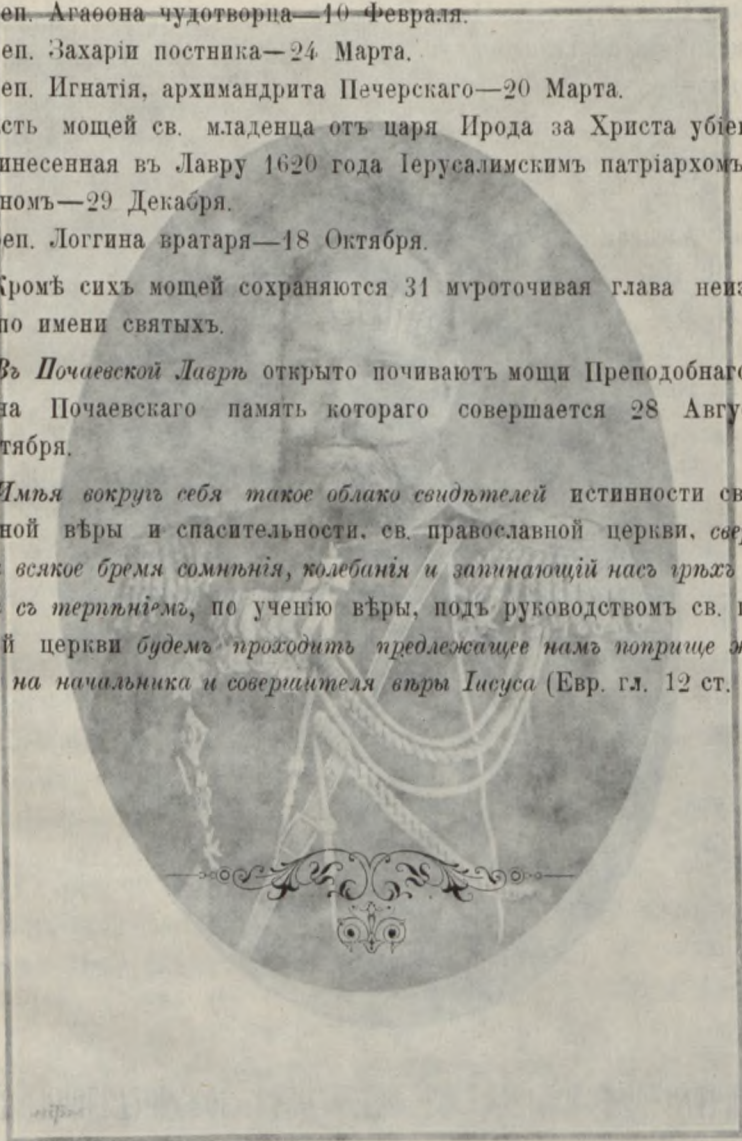 еп. Агаѳона чудотворца—10 Февраля.
еп. Захаріи постника—24 Марта.
еп. Игнатія, архимандрита Печерскаго—20 Марта.
сть мощей св. младенца отъ царя Ирода за Христа убіен
инесенная въ Лавру 1620 года Іерусалимскимъ патріархомъ
номъ—29 Декабря.
еп. Логгина вратаря—18 Октября.
Кромѣ сихъ мощей сохраняются 31 мѵроточивая глава неиз
по имени святыхъ.
Въ Почаевской Лаврѣ открыто почиваютъ мощи Преподобнаго
на Почаевскаго память котораго совершается 28 Авгу
тября.
Имѣя вокругъ себя такое облако свидѣтелей истинности св.
ной вѣры и спасительности. св. православной церкви, свер
всякое бремя сомнѣнія, колебанія и запинающій насъ грѣхъ
съ терпѣніемъ, по ученію вѣры, подъ руководствомъ св.
й церкви будемъ проходить предлежащее намъ поприще
на начальника и совершителя вѣры Іисуса (Евр. гл. 12 ст.